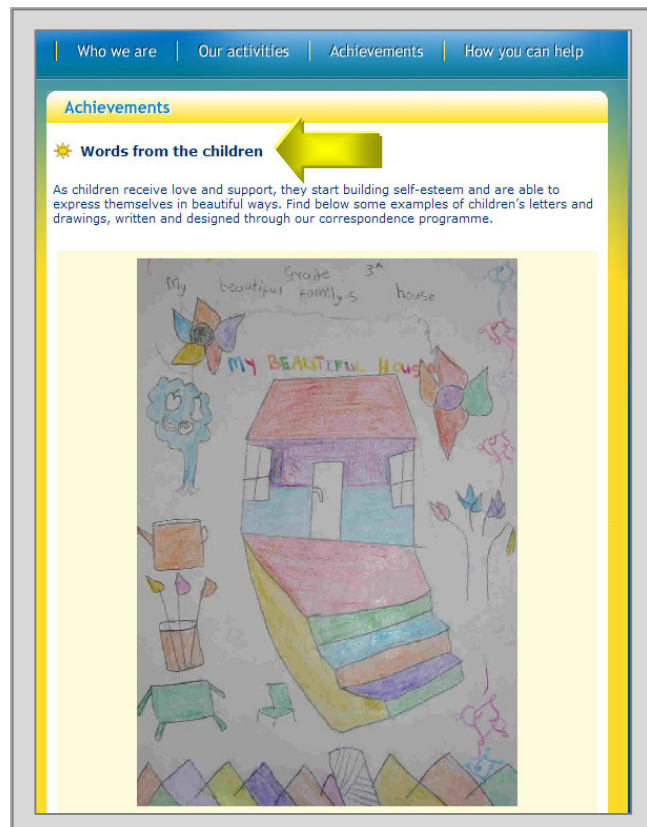 Who we are | Our activities | Achievements | How you can help
Achievements
Words from the children
As children receive love and support, they start building self-esteem and are able to
express themselves in beautiful ways. Find below some examples of children's letters and
drawings, written and designed through our correspondence programme.
Grade 3A
My beautiful family,s house
MY BEAUTIFUL House